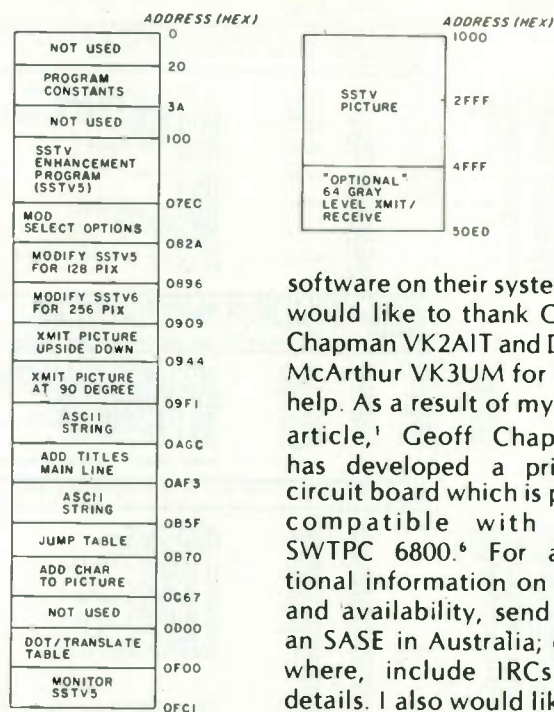 ADDRESS (HEX)
0
NOT USED
20
PROGRAM
CONSTANTS
3A
NOT USED
100
SSTV
ENHANCEMENT
PROGRAM
(SSTV5)
07EC
MOD
SELECT OPTIONS
082A
MODIFY SSTV5
FOR 128 PIX
0896
MODIFY SSTV6
FOR 256 PIX
0909
XMIT PICTURE
UPSIDE DOWN
0944
XMIT PICTURE
AT 90 DEGREE
09F1
ASCII
STRING
0A6C
ADD TITLES
MAIN LINE
0AF3
ASCII
STRING
0B5F
JUMP TABLE
0B70
ADD CHAR
TO PICTURE
0C67
NOT USED
0D00
DOT/TRANSLATE
TABLE
0F00
MONITOR
SSTV5
0FC1
ADDRESS (HEX)
1000
SSTV
PICTURE
2FFF
4FFF
"OPTIONAL"
64 GRAY
LEVEL XMIT/
RECEIVE
50ED
software on their syste
would like to thank
Chapman VK2AIT and
McArthur VK3UM for
help. As a result of my
article,¹ Geoff Chap
has developed a pri
circuit board which is
compatible with
SWTPC 6800.⁶ For a
tional information on
and availability, send
an SASE in Australia;
where, include IRCs
details. I also would lik